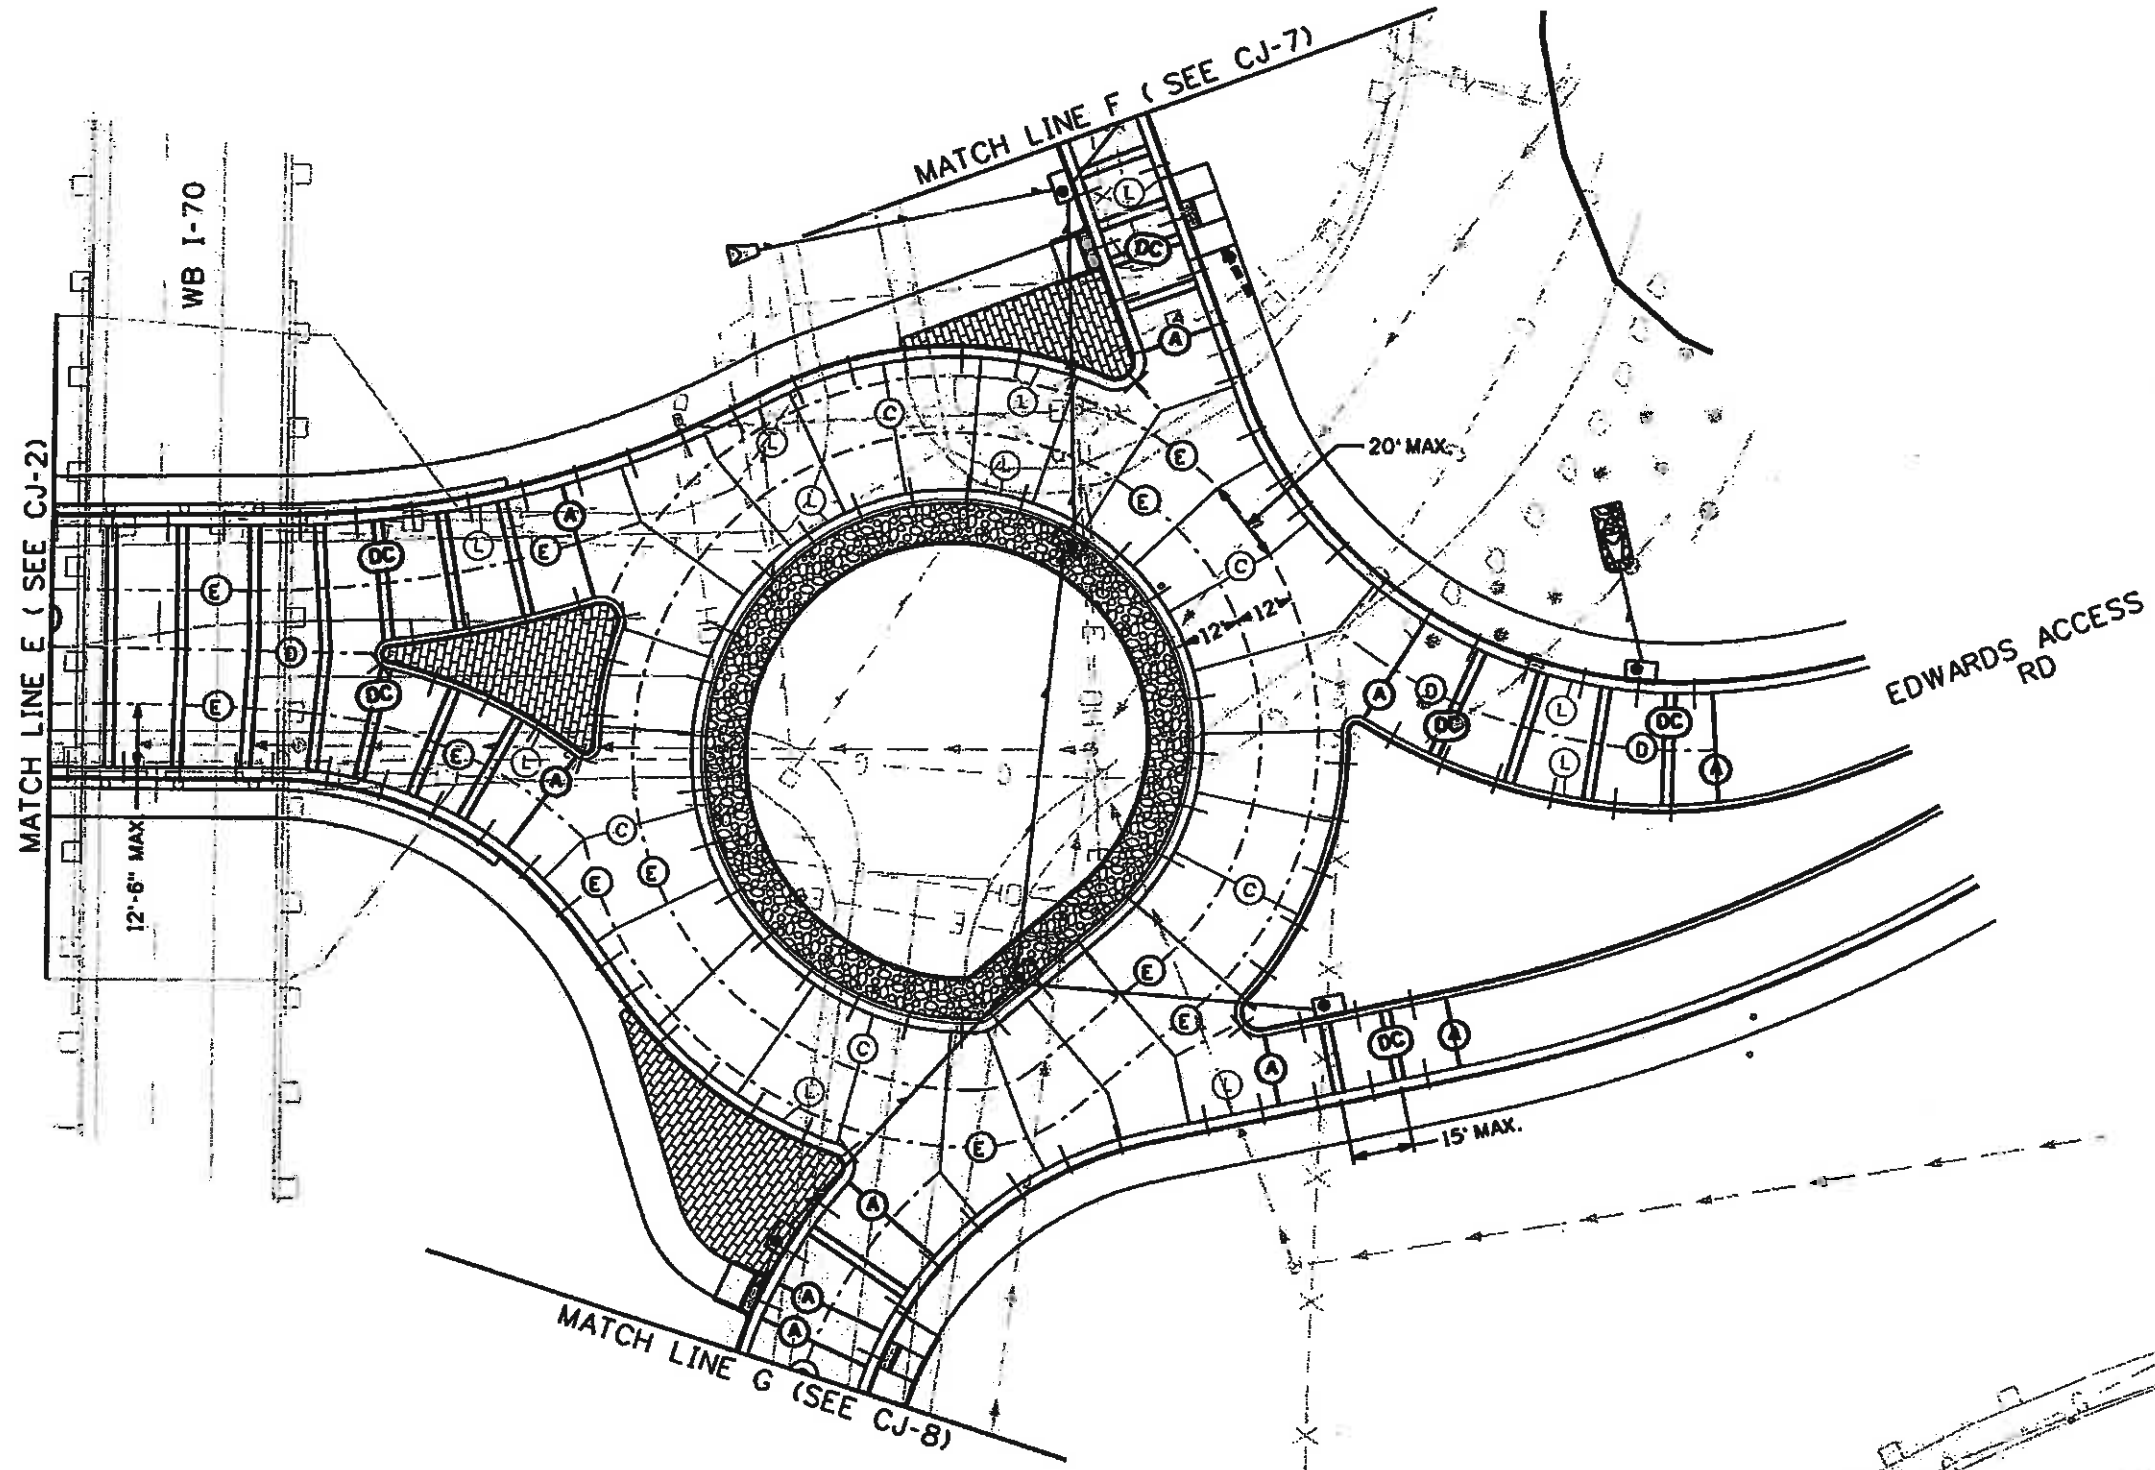 MATCH LINE F ( SEE CJ-7)
WB I-70
L
DC
A
C
L
L
E
20' MAX.
L
E
L
MATCH LINE E ( SEE CJ-2)
A
DC
L
E
C
E
12'
12'
EDWARDS ACCESS
RD
D
A
D
DC
DC
E
L
DC
D
L
A
E
L
A
12'-6" MAX.
C
E
E
C
E
E
L
DC
A
C
A
L
L
E
15' MAX.
A
A
A
MATCH LINE G (SEE CJ-8)